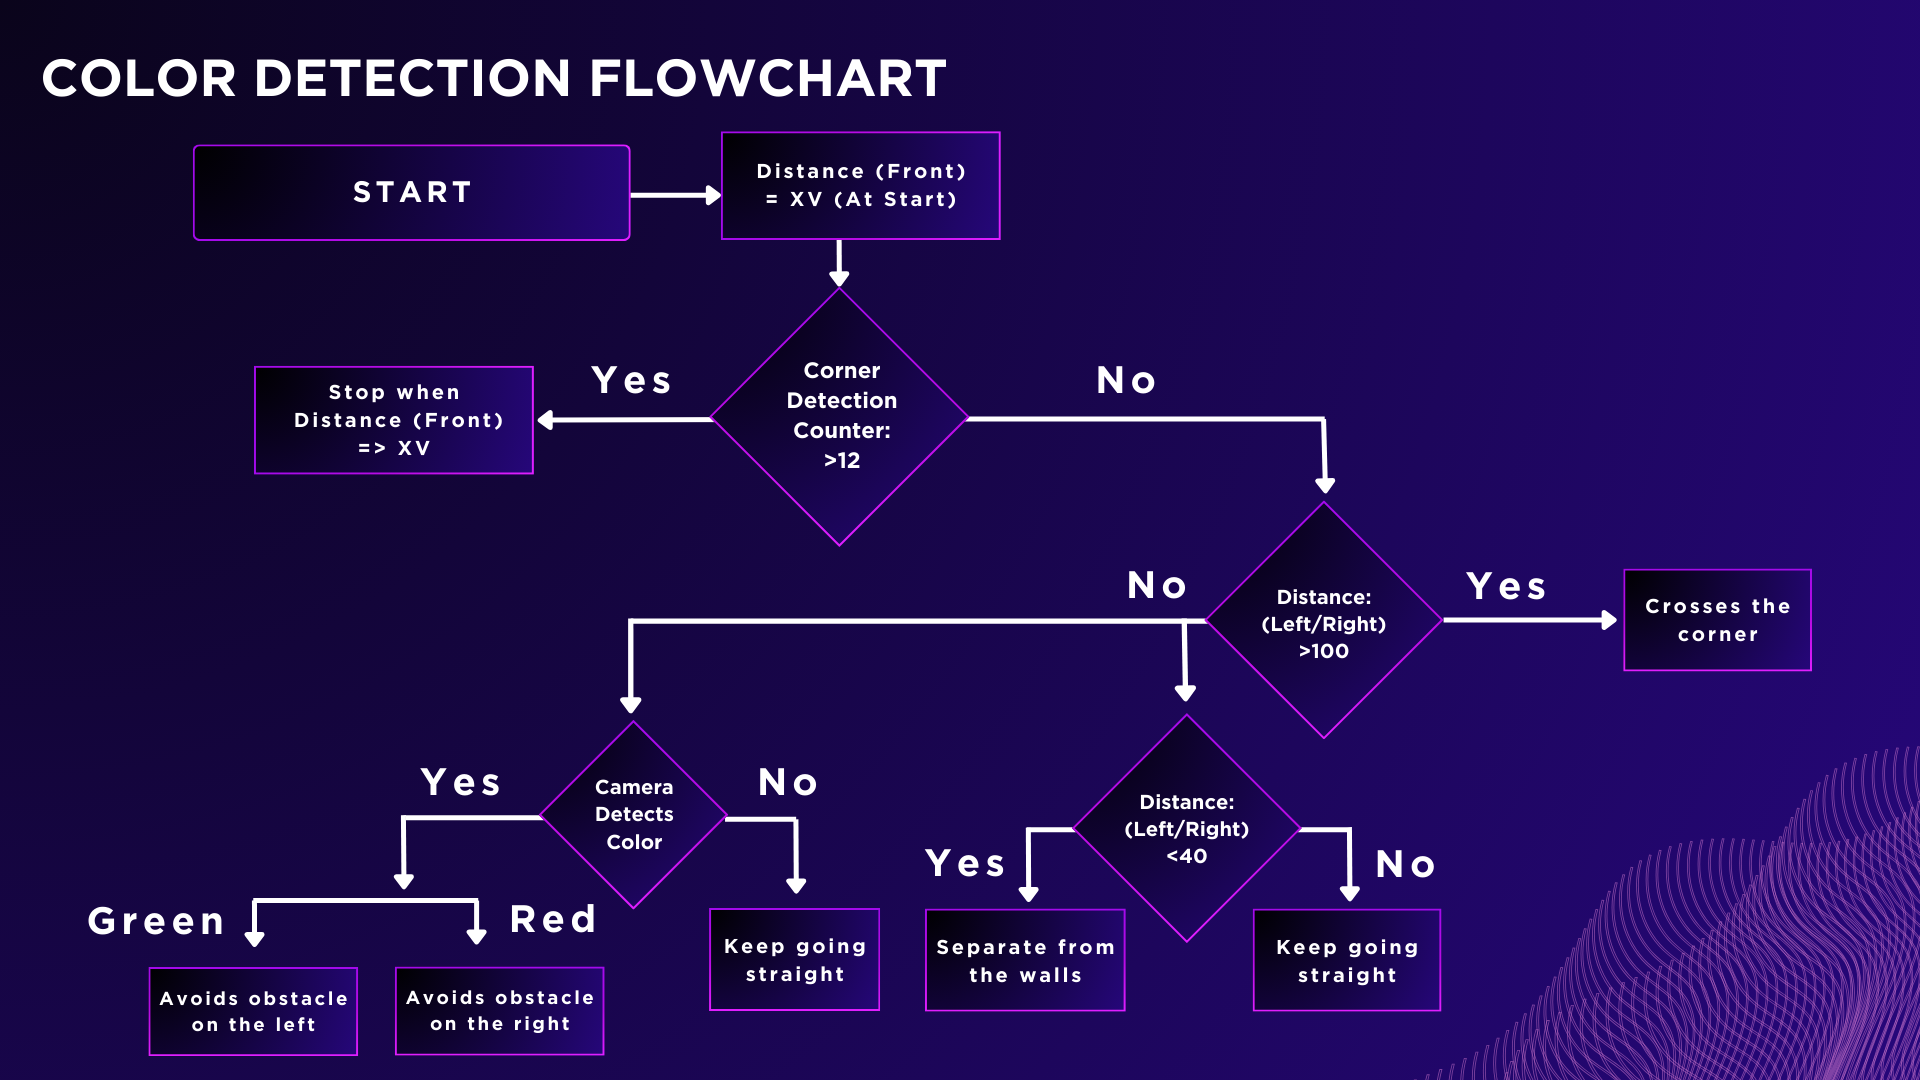 COLOR DETECTION FLOWCHART
START
Distance (Front)
= XV (At Start)
Corner
Detection
Counter:
>12
Yes
No
Stop when
Distance (Front)
=> XV
Distance:
(Left/Right)
>100
No
Yes
Crosses the
corner
Camera
Detects
Color
Yes
No
Distance:
(Left/Right)
<40
Yes
No
Green
Red
Avoids obstacle
on the left
Avoids obstacle
on the right
Keep going
straight
Separate from
the walls
Keep going
straight